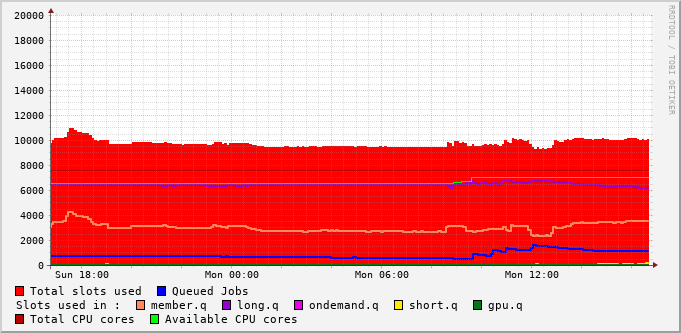 RRDTOOL / TOBI OETIKER
20000
18000
16000
14000
12000
10000
8000
6000
4000
2000
0
Sun 18:00 Mon 00:00 Mon 06:00 Mon 12:00
Total slots used Queued Jobs
Slots used in : member.q long.q ondemand.q short.q gpu.q
Total CPU cores Available CPU cores